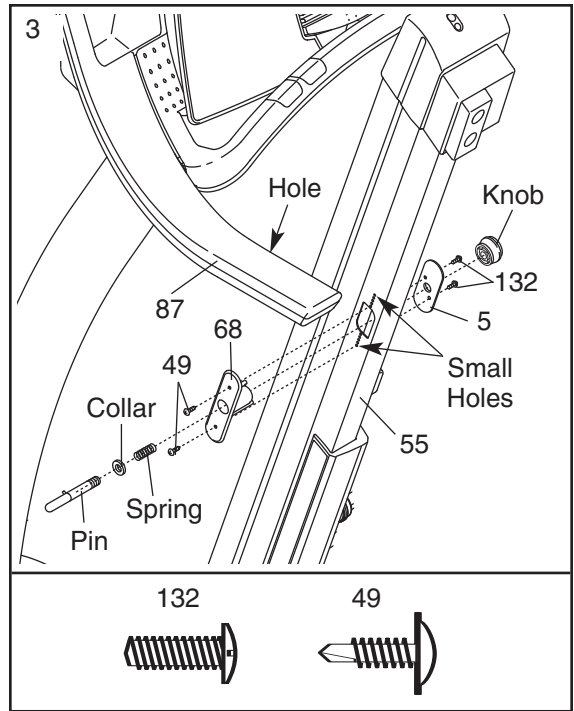 3
Hole
Knob
132
87
5
68
49
Small
Holes
Collar
55
Spring
Pin
132
49